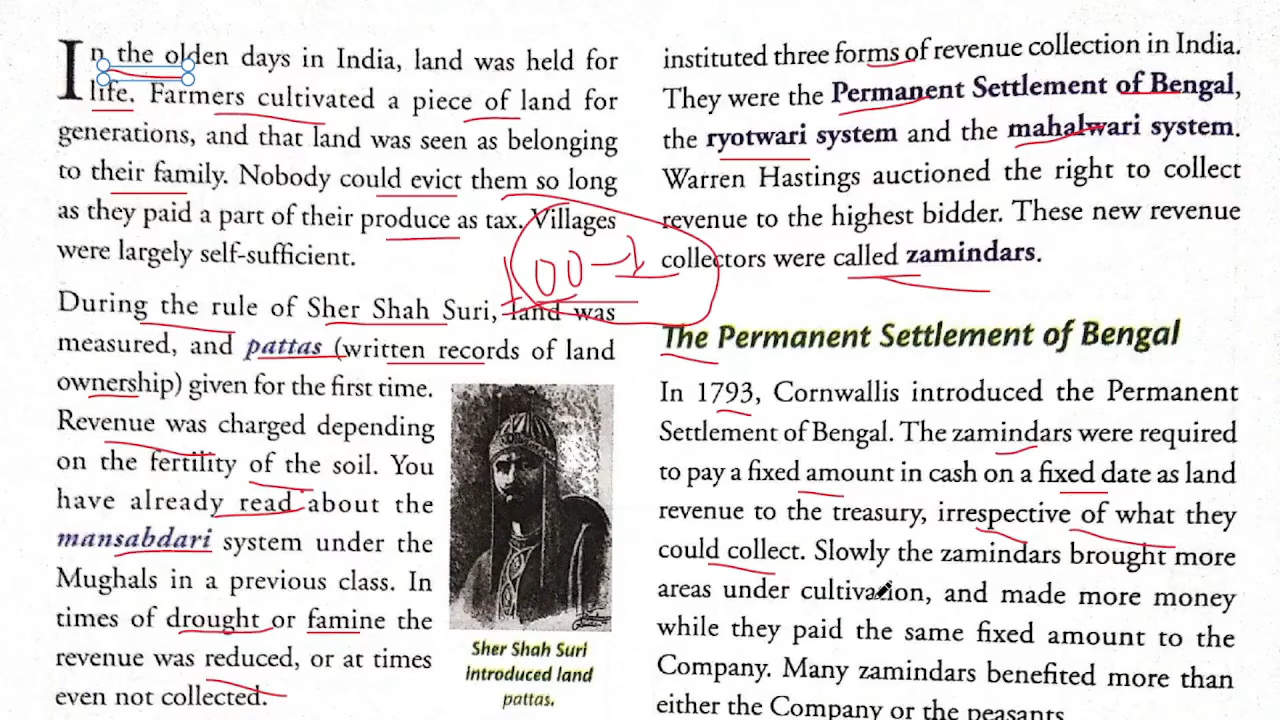 In the olden days in India, land was held for
life. Farmers cultivated a piece of land for
generations, and that land was seen as belonging
to their family. Nobody could evict them so long
as they paid a part of their produce as tax. Villages
were largely self-sufficient.
During the rule of Sher Shah Suri, land was
measured, and pattas (written records of land
ownership) given for the first time.
Revenue was charged depending
on the fertility of the soil. You
have already read about the
mansabdari system under the
Mughals in a previous class. In
times of drought or famine the
revenue was reduced, or at times
even not collected.
Sher Shah Suri
introduced land
pattas.
100-1
instituted three forms of revenue collection in India.
They were the Permanent Settlement of Bengal,
the ryotwari system and the mahalwari system.
Warren Hastings auctioned the right to collect
revenue to the highest bidder. These new revenue
collectors were called zamindars.
The Permanent Settlement of Bengal
In 1793, Cornwallis introduced the Permanent
Settlement of Bengal. The zamindars were required
to pay a fixed amount in cash on a fixed date as land
revenue to the treasury, irrespective of what they
could collect. Slowly the zamindars brought more
areas under cultivation, and made more money
while they paid the same fixed amount to the
Company. Many zamindars benefited more than
either the Company or the peasants.